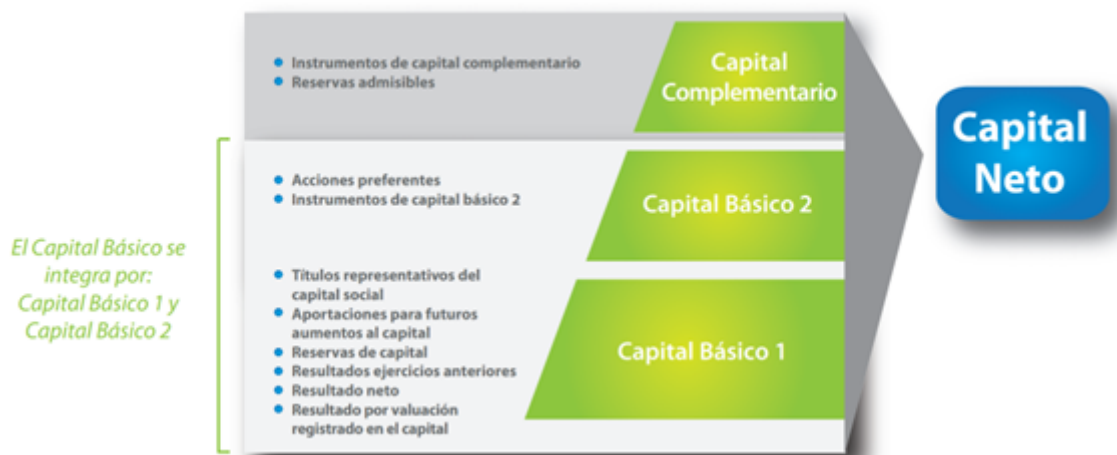 Instrumentos de capital complementario
Reservas admisibles
Capital
Complementario
Capital
Neto
El Capital Básico se
integra por:
Capital Básico 1 y
Capital Básico 2
Acciones preferentes
Instrumentos de capital básico 2
Capital Básico 2
Títulos representativos del
capital social
Aportaciones para futuros
aumentos al capital
Reservas de capital
Resultados ejercicios anteriores
Resultado neto
Resultado por valuación
registrado en el capital
Capital Básico 1